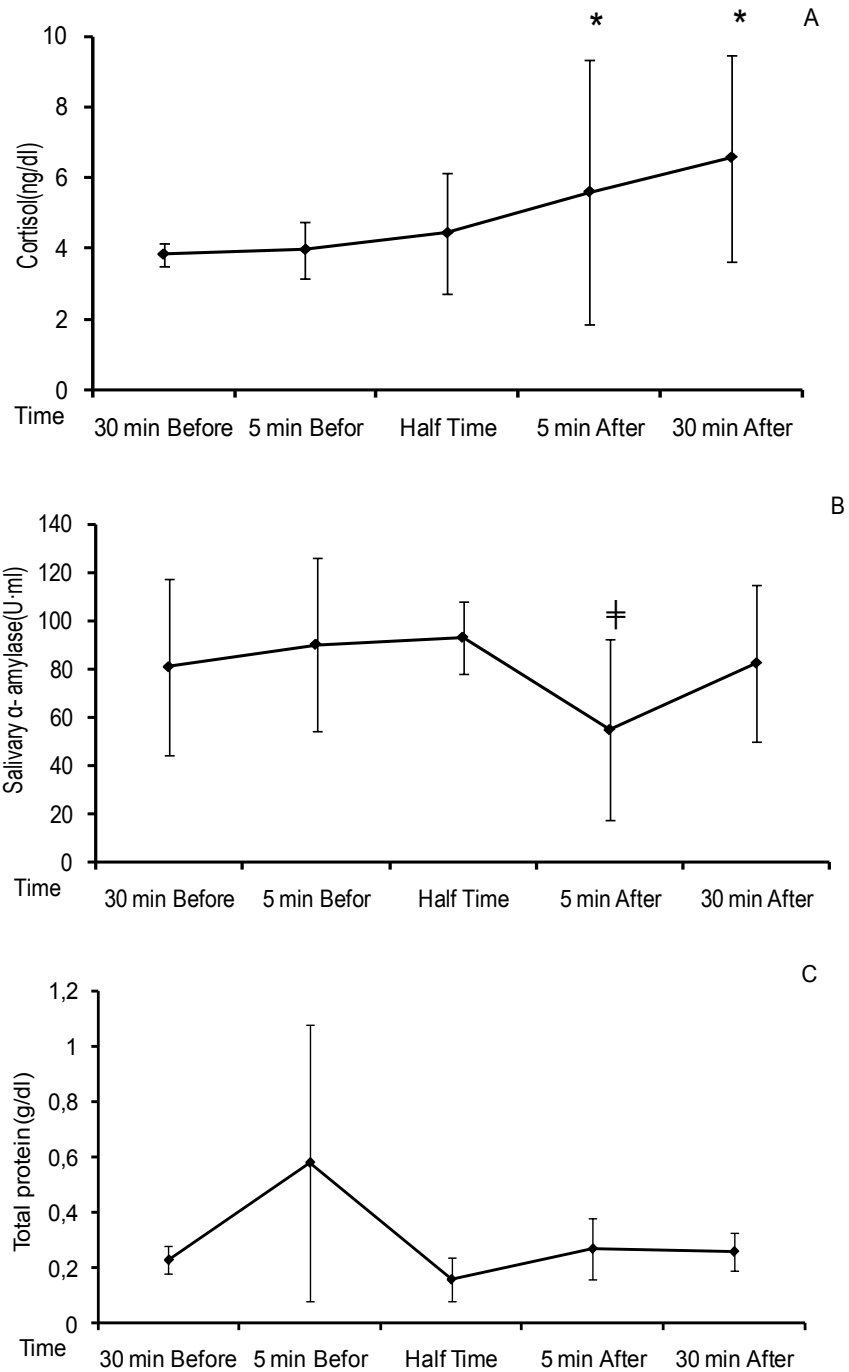 A
* *
10
8
6
4
2
0
Cortisol(ng/dl)
Time
30 min Before 5 min Befor Half Time 5 min After 30 min After
B
140
120
100
80
60
40
20
0
Salivary α- amylase(U·ml)
ǂ
Time
30 min Before 5 min Befor Half Time 5 min After 30 min After
C
1,2
1
0,8
0,6
0,4
0,2
0
Total protein(g/dl)
Time
30 min Before 5 min Befor Half Time 5 min After 30 min After